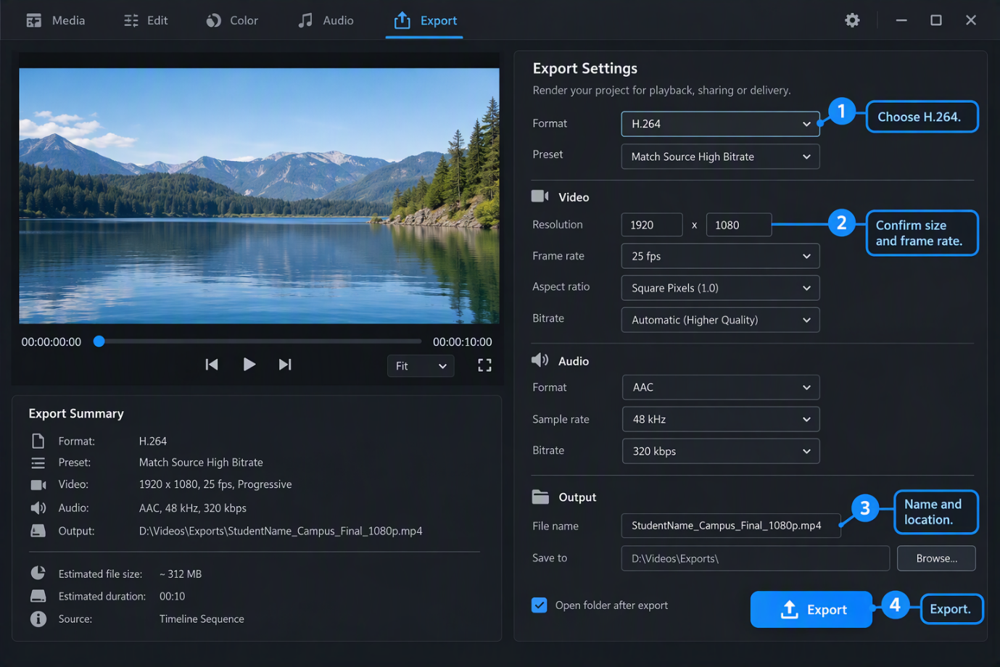 Media
Edit
Color
Audio
Export
00:00:00:00
00:00:10:00
Fit
Export Summary
Format: H.264
Preset: Match Source High Bitrate
Video: 1920 x 1080, 25 fps, Progressive
Audio: AAC, 48 kHz, 320 kbps
Output: D:\Videos\Exports\StudentName_Campus_Final_1080p.mp4
Estimated file size: ~ 312 MB
Estimated duration: 00:10
Source: Timeline Sequence
Export Settings
Render your project for playback, sharing or delivery.
Format H.264
1 Choose H.264.
Preset Match Source High Bitrate
Video
Resolution 1920 x 1080
2 Confirm size
and frame rate.
Frame rate 25 fps
Aspect ratio Square Pixels (1.0)
Bitrate Automatic (Higher Quality)
Audio
Format AAC
Sample rate 48 kHz
Bitrate 320 kbps
Output
3 Name and
location.
File name StudentName_Campus_Final_1080p.mp4
Save to D:\Videos\Exports\ Browse...
Open folder after export
Export
4 Export.